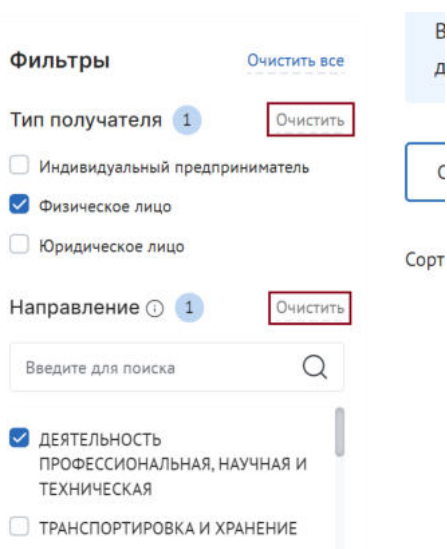 Фильтры
Очистить все
Тип получателя 1
Очистить
Индивидуальный предприниматель
Физическое лицо
Юридическое лицо
Направление 1
Очистить
Введите для поиска
ДЕЯТЕЛЬНОСТЬ
ПРОФЕССИОНАЛЬНАЯ, НАУЧНАЯ И
ТЕХНИЧЕСКАЯ
ТРАНСПОРТИРОВКА И ХРАНЕНИЕ
Сорт